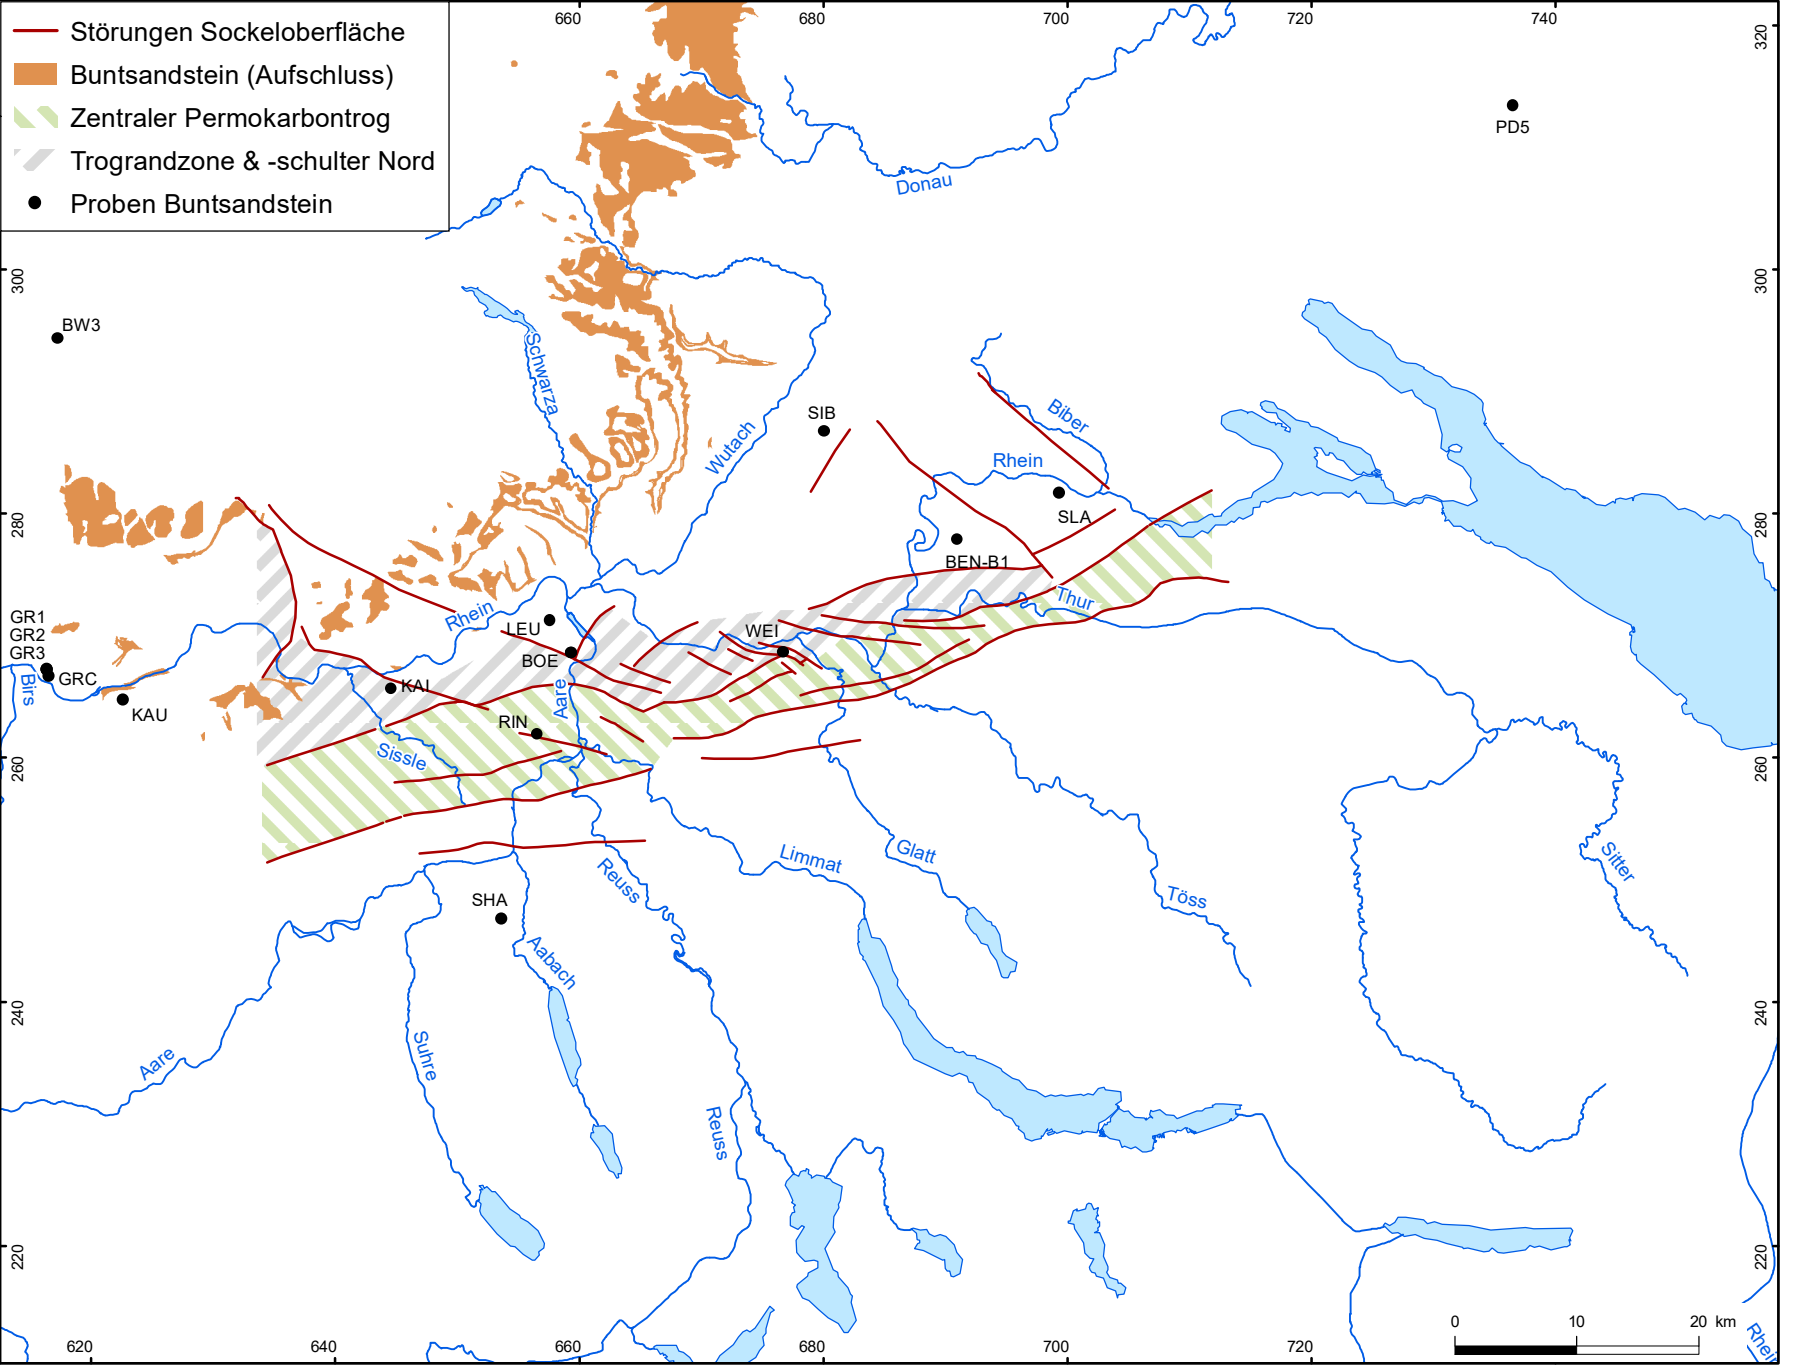 Störungen Sockeloberfläche
Buntsandstein (Aufschluss)
Zentraler Permokarbontrog
Trograndzone & -schulter Nord
Proben Buntsandstein
660
680
700
720
740
320
PD5
Donau
300
300
BW3
Schwarza
SIB
Wutach
Biber
Rhein
SLA
280
280
BEN-B1
Thur
GR1
GR2
GR3
GRC
Birs
KAU
Rhein
LEU
BOE
WEI
KAI
Aare
RIN
Sissle
260
260
Limmat
Glatt
Töss
Sitter
Reuss
SHA
Aabach
240
240
Aare
Suhre
Reuss
220
220
0 10 20 km
Rhein
620
640
660
680
700
720